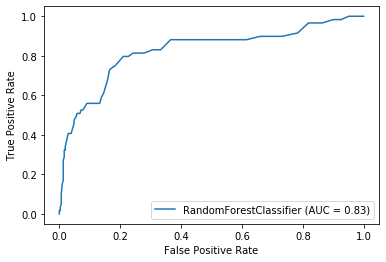 1.0
0.8
0.6
0.4
0.2
0.0
True Positive Rate
RandomForestClassifier (AUC = 0.83)
0.0 0.2 0.4 0.6 0.8 1.0
False Positive Rate